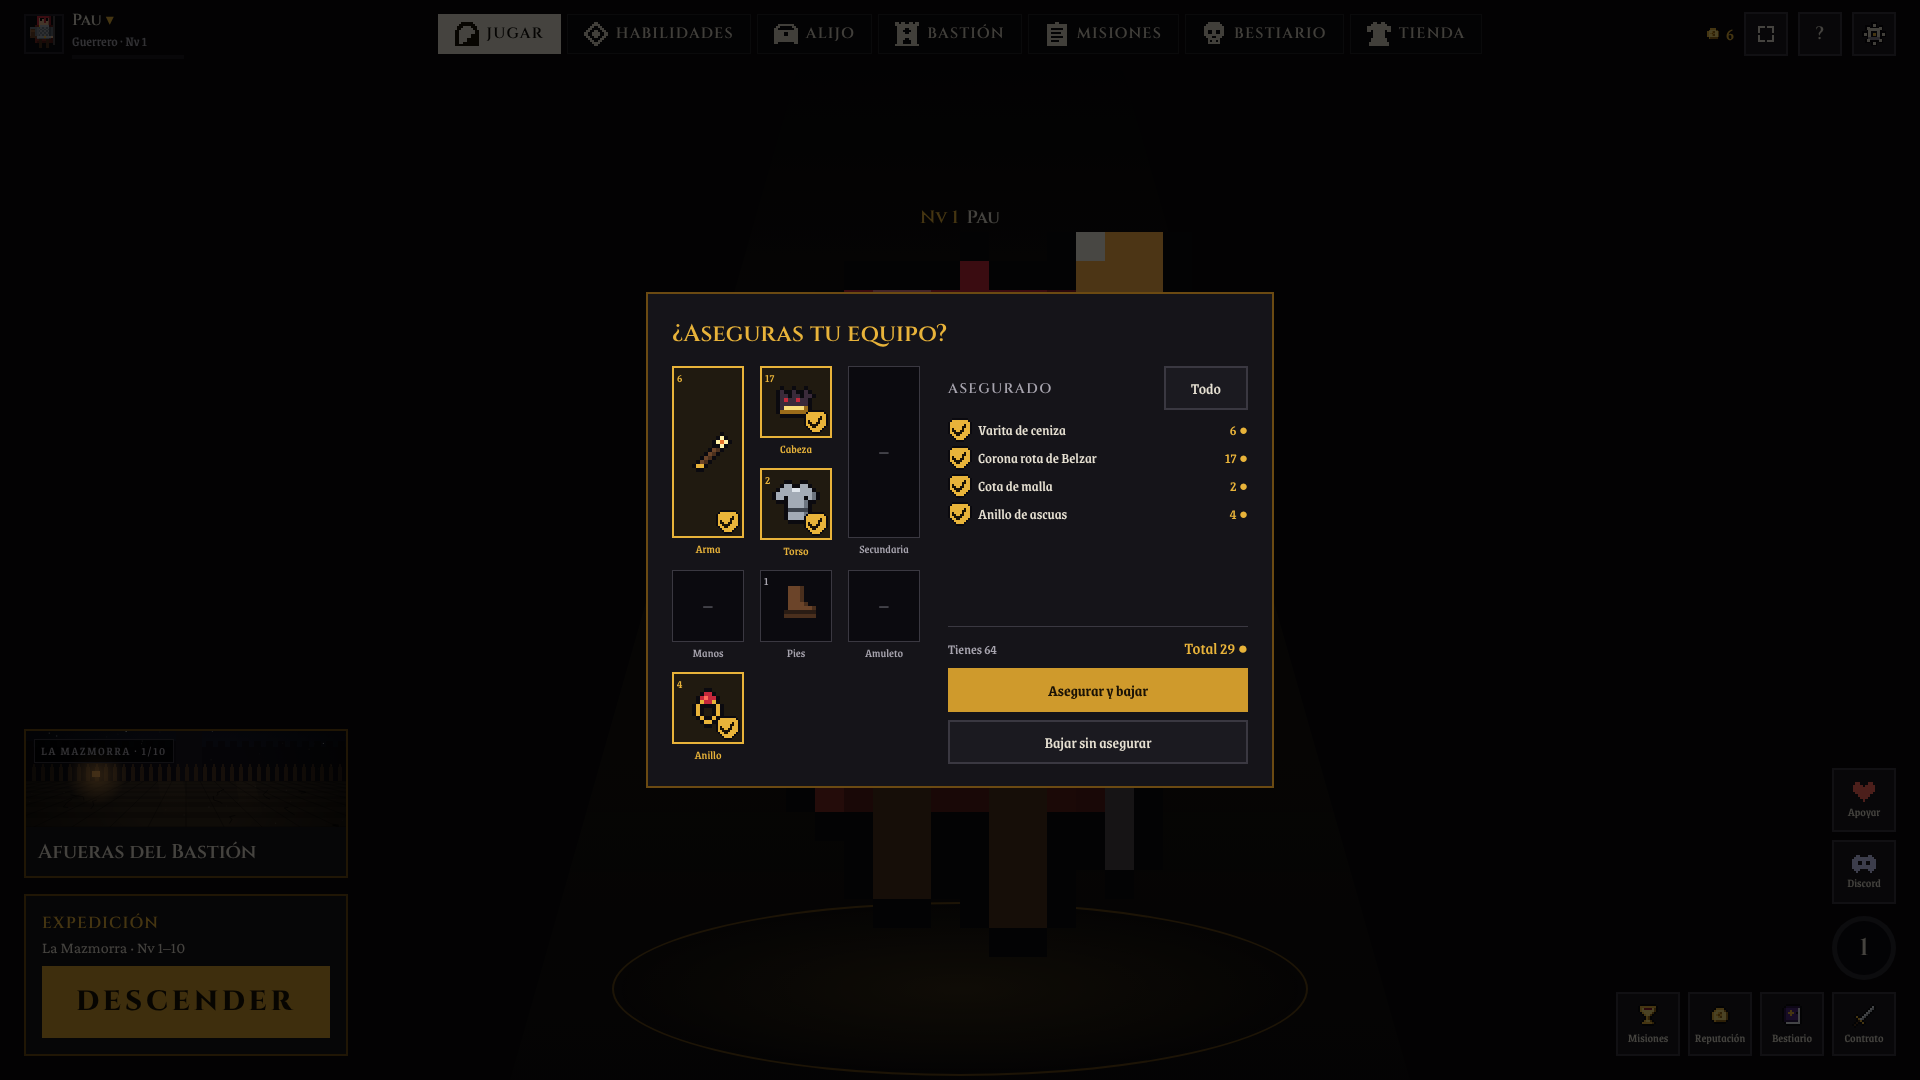 Pau ▾
Guerrero · Nv 1
JUGAR
HABILIDADES
ALIJO
BASTIÓN
MISIONES
BESTIARIO
TIENDA
6
?
Nv 1 Pau
¿Aseguras tu equipo?
6
Arma
17
Cabeza
2
Torso
–
Secundaria
–
Manos
1
Pies
–
Amuleto
4
Anillo
ASEGURADO
Todo
Varita de ceniza 6
Corona rota de Belzar 17
Cota de malla 2
Anillo de ascuas 4
Tienes 64
Total 29
Asegurar y bajar
Bajar sin asegurar
LA MAZMORRA · 1/10
Afueras del Bastión
EXPEDICIÓN
La Mazmorra · Nv 1–10
DESCENDER
Apoyar
Discord
1
Misiones
Reputación
Bestiario
Contrato